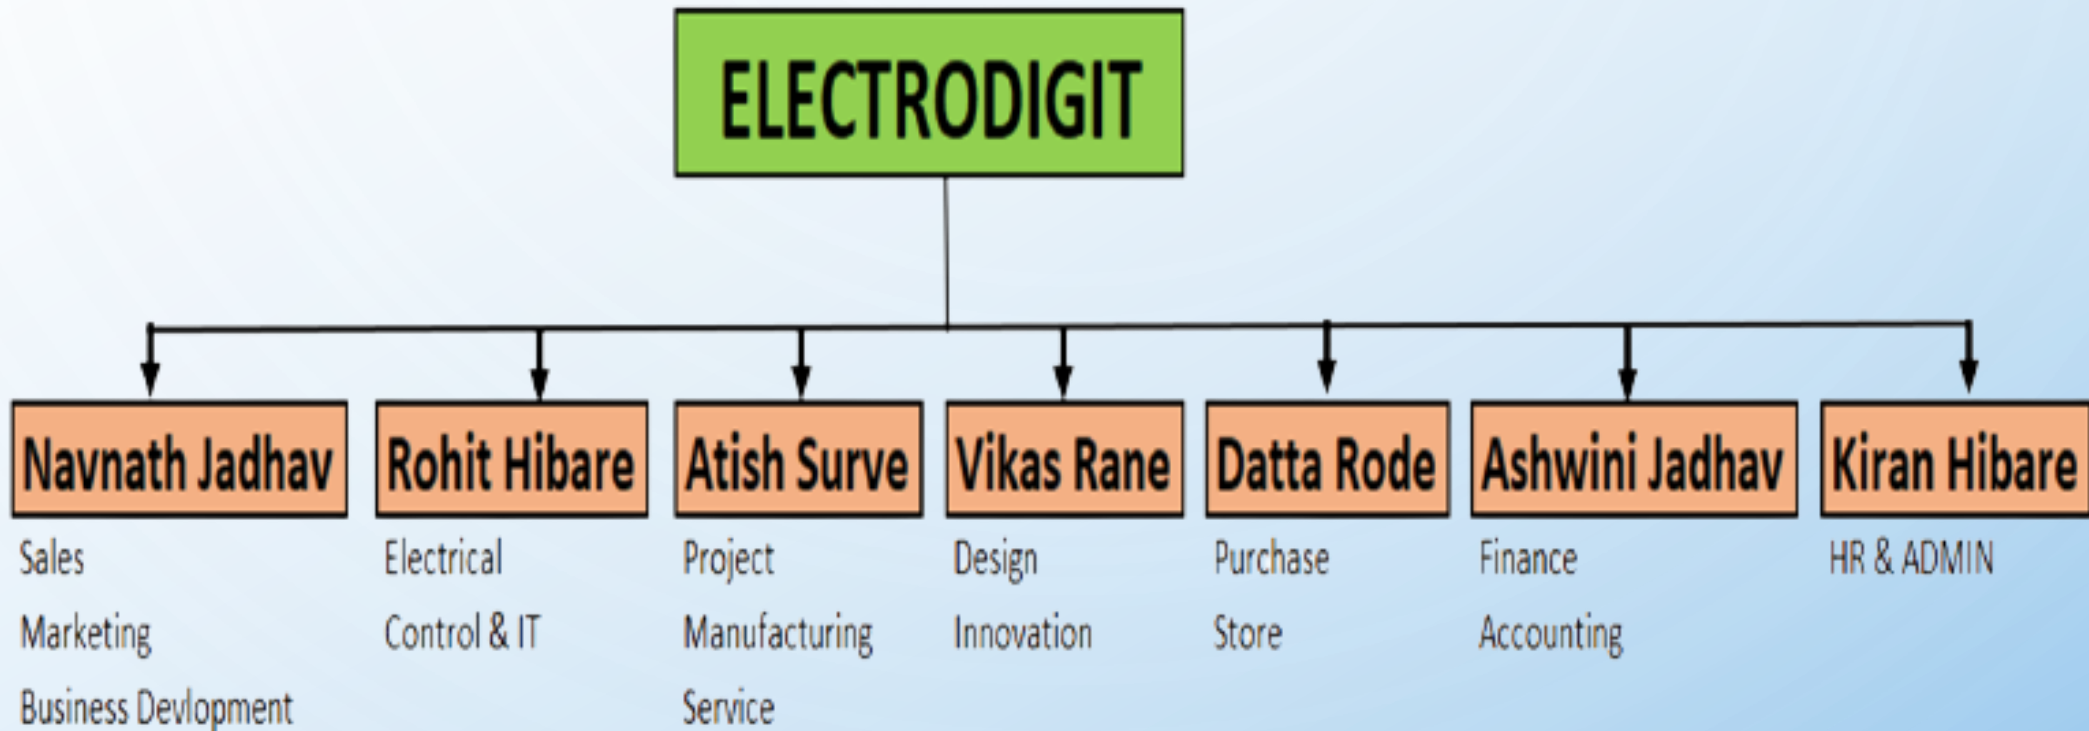 ELECTRODIGIT
Navnath Jadhav
Sales
Marketing
Business Devlopment
Rohit Hibare
Electrical
Control & IT
Atish Surve
Project
Manufacturing
Service
Vikas Rane
Design
Innovation
Datta Rode
Purchase
Store
Ashwini Jadhav
Finance
Accounting
Kiran Hibare
HR & ADMIN